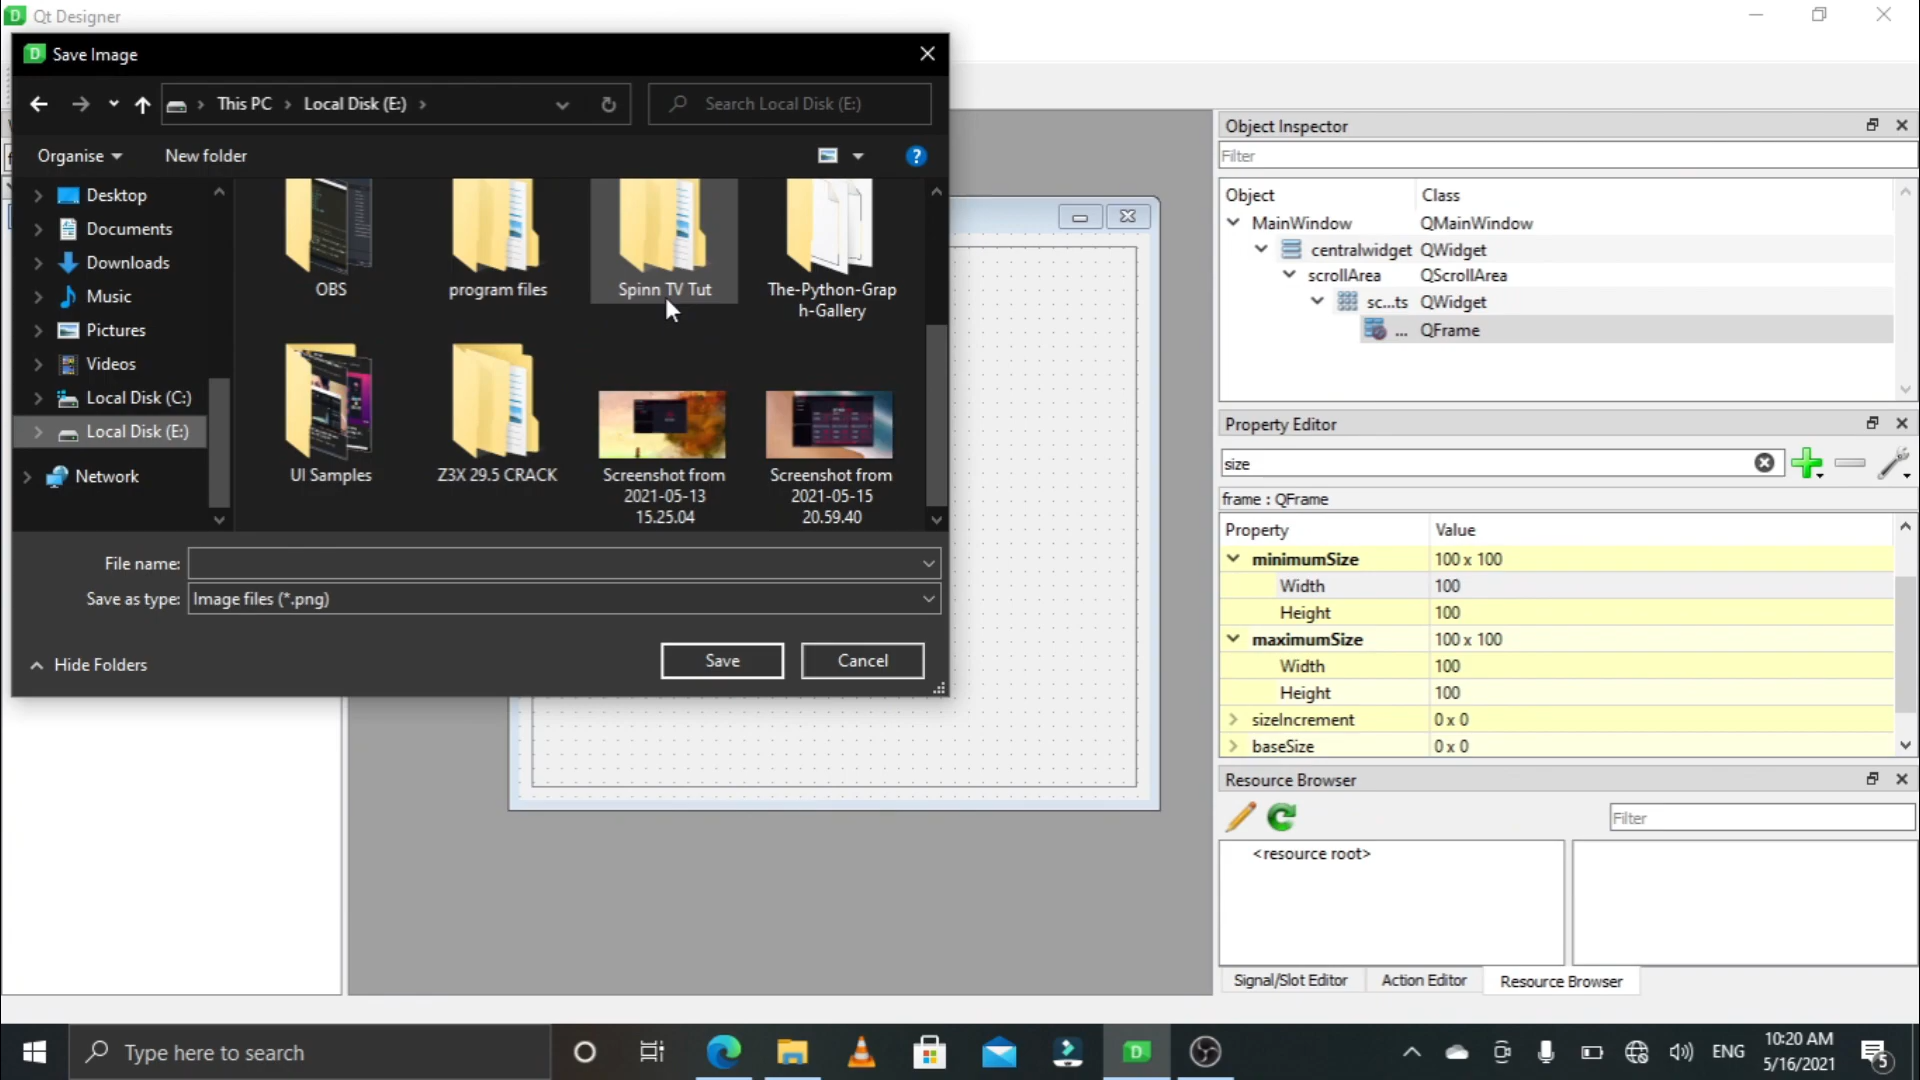 Qt Designer
Save Image
This PC
Local Disk (E:)
Search Local Disk (E:)
Organise
New folder
Desktop
Documents
Downloads
Music
Pictures
Videos
Local Disk (C:)
Local Disk (E:)
Network
OBS
program files
Spinn TV Tut
The-Python-Grap
h-Gallery
UI Samples
Z3X 29.5 CRACK
Screenshot from
2021-05-13
15.25.04
Screenshot from
2021-05-15
20.59.40
File name:
Save as type: Image files (*.png)
Hide Folders
Save
Cancel
Object Inspector
Filter
Object Class
MainWindow QMainWindow
centralwidget QWidget
scrollArea QScrollArea
sc...ts QWidget
... QFrame
Property Editor
size
frame : QFrame
Property Value
minimumSize 100 x 100
Width 100
Height 100
maximumSize 100 x 100
Width 100
Height 100
sizeIncrement 0 x 0
baseSize 0 x 0
Resource Browser
Filter
<resource root>
Signal/Slot Editor
Action Editor
Resource Browser
Type here to search
ENG
10:20 AM
5/16/2021
5